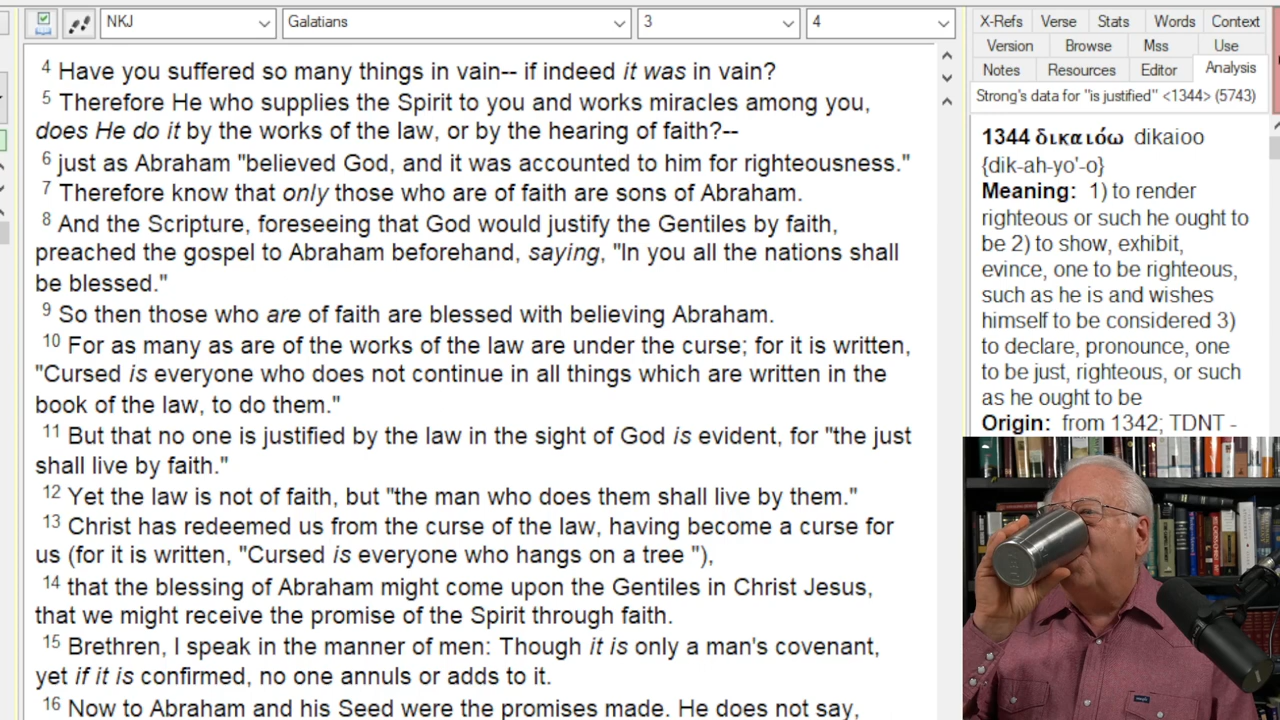 NKJ Galatians 3 4
4 Have you suffered so many things in vain-- if indeed it was in vain?
5 Therefore He who supplies the Spirit to you and works miracles among you,
does He do it by the works of the law, or by the hearing of faith?--
6 just as Abraham "believed God, and it was accounted to him for righteousness."
7 Therefore know that only those who are of faith are sons of Abraham.
8 And the Scripture, foreseeing that God would justify the Gentiles by faith,
preached the gospel to Abraham beforehand, saying, "In you all the nations shall
be blessed."
9 So then those who are of faith are blessed with believing Abraham.
10 For as many as are of the works of the law are under the curse; for it is written,
"Cursed is everyone who does not continue in all things which are written in the
book of the law, to do them."
11 But that no one is justified by the law in the sight of God is evident, for "the just
shall live by faith."
12 Yet the law is not of faith, but "the man who does them shall live by them."
13 Christ has redeemed us from the curse of the law, having become a curse for
us (for it is written, "Cursed is everyone who hangs on a tree "),
14 that the blessing of Abraham might come upon the Gentiles in Christ Jesus,
that we might receive the promise of the Spirit through faith.
15 Brethren, I speak in the manner of men: Though it is only a man's covenant,
yet if it is confirmed, no one annuls or adds to it.
16 Now to Abraham and his Seed were the promises made. He does not say,
X-Refs Verse Stats Words Context
Version Browse Mss Use
Notes Resources Editor Analysis
Strong's data for "is justified" <1344> (5743)
1344 δικαιόω dikaioo
{dik-ah-yo'-o}
Meaning: 1) to render
righteous or such he ought to
be 2) to show, exhibit,
evince, one to be righteous,
such as he is and wishes
himself to be considered 3)
to declare, pronounce, one
to be just, righteous, or such
as he ought to be
Origin: from 1342; TDNT -